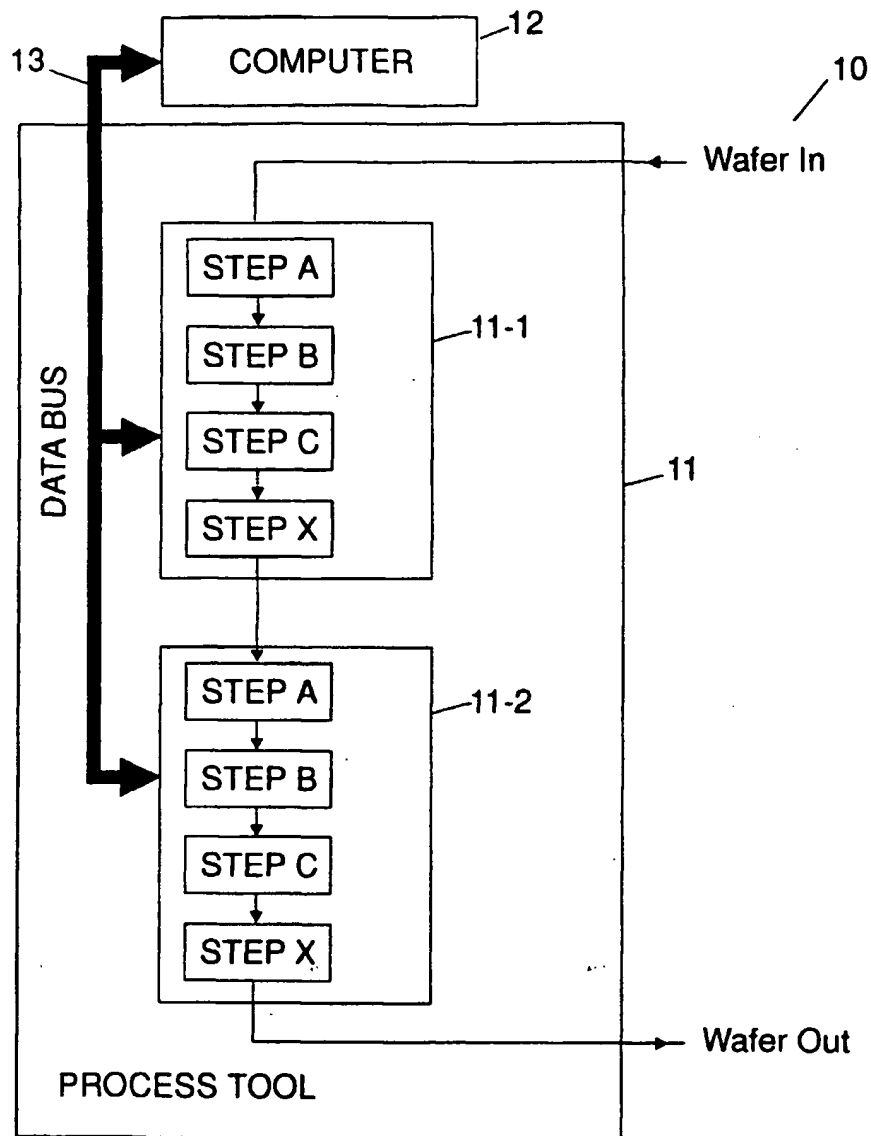 12
COMPUTER
13
10
Wafer In
STEP A
STEP B
11-1
STEP C
STEP X
DATA BUS
11
STEP A
11-2
STEP B
STEP C
STEP X
Wafer Out
PROCESS TOOL